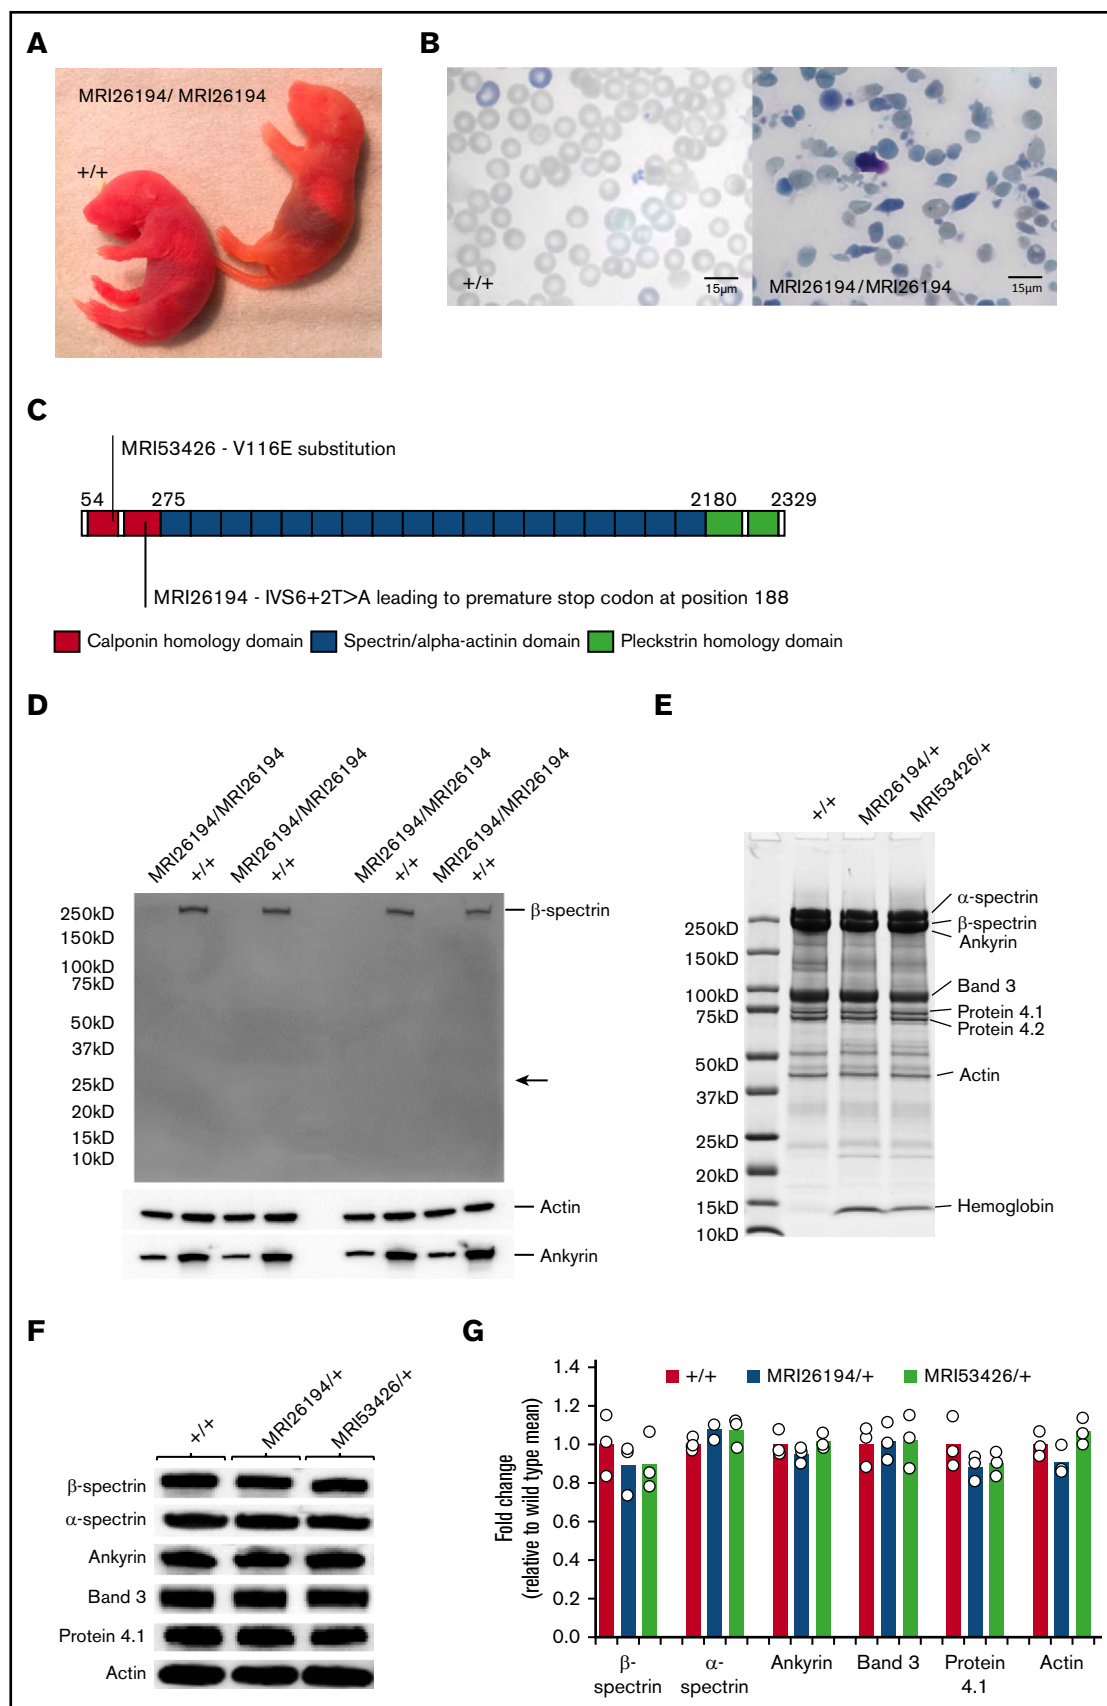 A
MRI26194/ MRI26194
+/+
B
+/+
15µm
MRI26194/MRI26194
15µm
C
MRI53426 - V116E substitution
54
275
2180
2329
MRI26194 - IVS6+2T>A leading to premature stop codon at position 188
Calponin homology domain
Spectrin/alpha-actinin domain
Pleckstrin homology domain
D
MRI26194/MRI26194
+/+
MRI26194/MRI26194
+/+
MRI26194/MRI26194
+/+
MRI26194/MRI26194
+/+
250kD
150kD
100kD
75kD
50kD
37kD
25kD
20kD
15kD
10kD
β-spectrin
Actin
Ankyrin
E
+/+
MRI26194/+
MRI53426/+
250kD
150kD
100kD
75kD
50kD
37kD
25kD
20kD
15kD
10kD
α-spectrin
β-spectrin
Ankyrin
Band 3
Protein 4.1
Protein 4.2
Actin
Hemoglobin
F
+/+
MRI26194/+
MRI53426/+
β-spectrin
α-spectrin
Ankyrin
Band 3
Protein 4.1
Actin
G
Fold change
(relative to wild type mean)
1.4
1.2
1.0
0.8
0.6
0.4
0.2
0.0
+/+
MRI26194/+
MRI53426/+
β-
spectrin
α-
spectrin
Ankyrin
Band 3
Protein
4.1
Actin